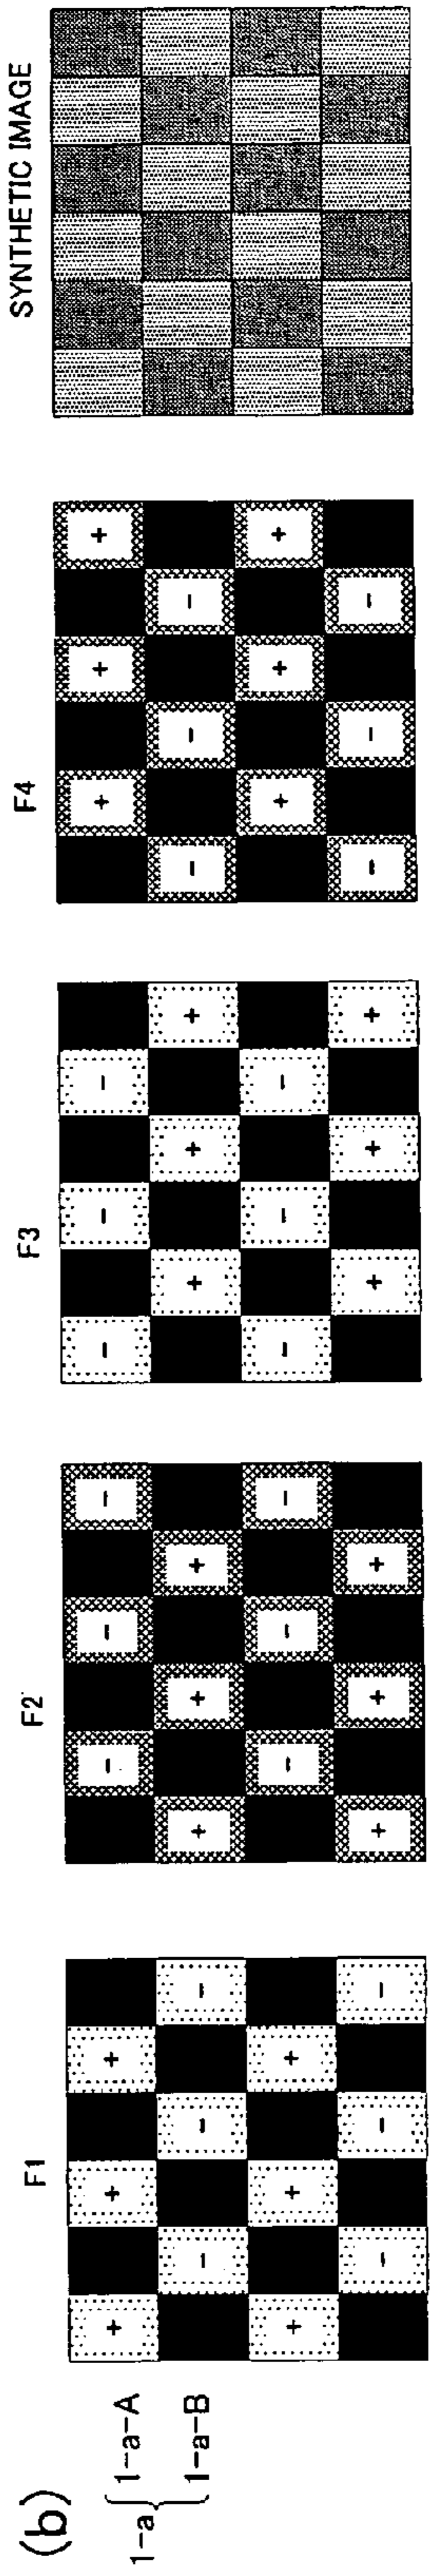 (b)
F1 F2 F3 F4 SYNTHETIC IMAGE
1-a
1-a-A
1-a-B
+ + + - - - - - - + + +
- - - + + + + + + - - -
+ + + - - - - - - + + +
- - - + + + + + + - - -